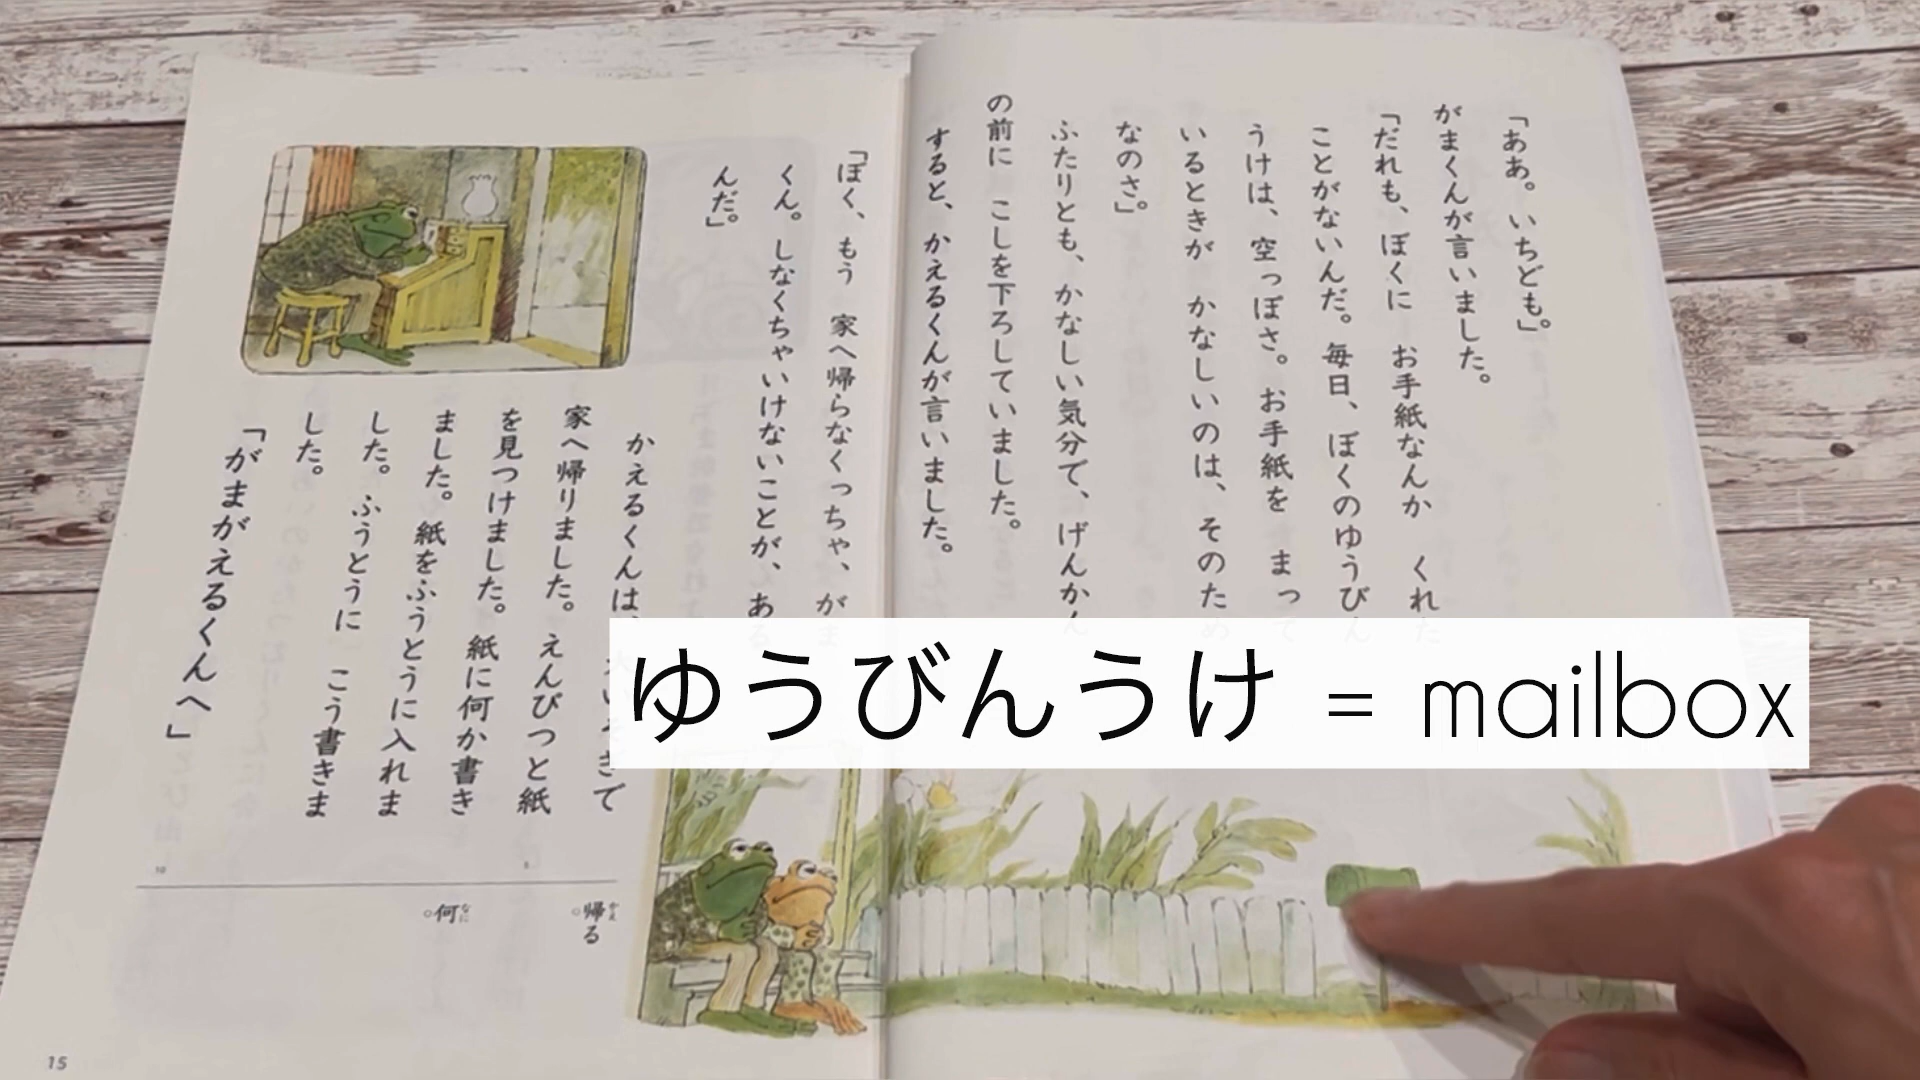 「ああ。いちども。」
がまくんが言いました。
「だれも、ぼくに お手紙なんか くれた
ことがないんだ。毎日、ぼくのゆうびん
うけは、空っぽさ。お手紙を まって
いるときが かなしいのは、そのため
なのさ。」
ふたりとも、かなしい気分で、げんかん
の前に こしを下ろしていました。
すると、かえるくんが言いました。
「ぼく、もう 家へ帰らなくっちゃ、がま
くん。しなくちゃいけないことが、ある
んだ。」
かえるくんは、大いそぎで
家へ帰りました。えんぴつと紙
を見つけました。紙に何か書き
ました。紙をふうとうに入れま
した。ふうとうに こう書きま
した。
「がまがえるくんへ」
ゆうびんうけ = mailbox
5
10
帰る
かえ
何
なに
15